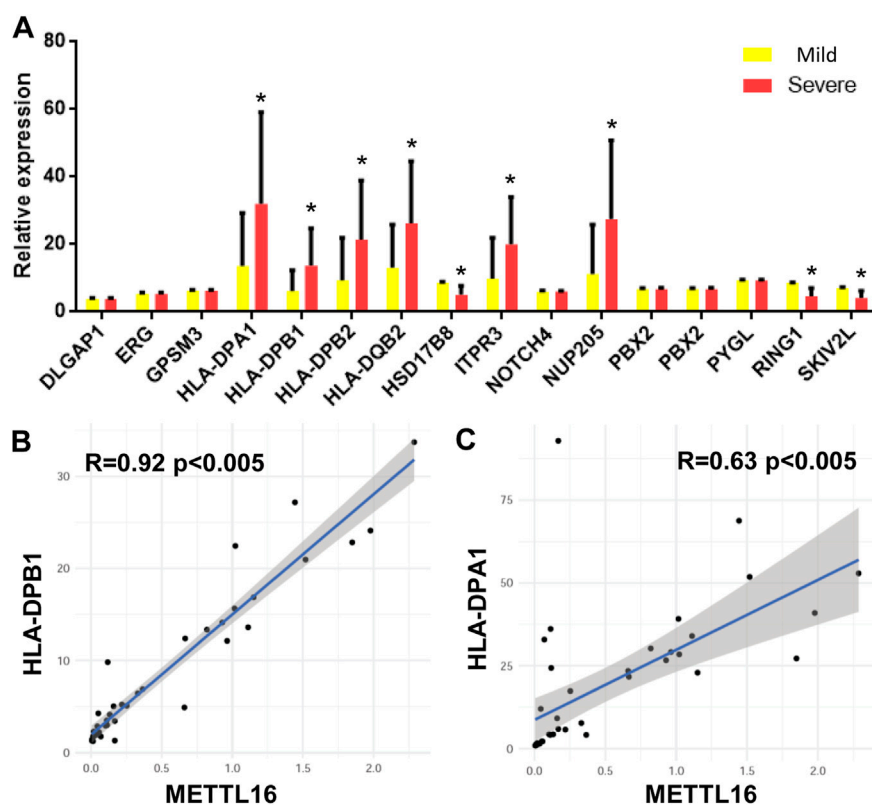 A
Relative expression
80
60
40
20
0
Mild
Severe
* * * * * * * * * *
DLGAP1
ERG
GPSM3
HLA-DPA1
HLA-DPB1
HLA-DPB2
HLA-DQB2
HSD17B8
ITPR3
NOTCH4
NUP205
PBX2
PBX2
PYGL
RING1
SKIV2L
B
R=0.92 p<0.005
HLA-DPB1
30
20
10
0
0.0 0.5 1.0 1.5 2.0
METTL16
C
R=0.63 p<0.005
HLA-DPA1
75
50
25
0
0.0 0.5 1.0 1.5 2.0
METTL16